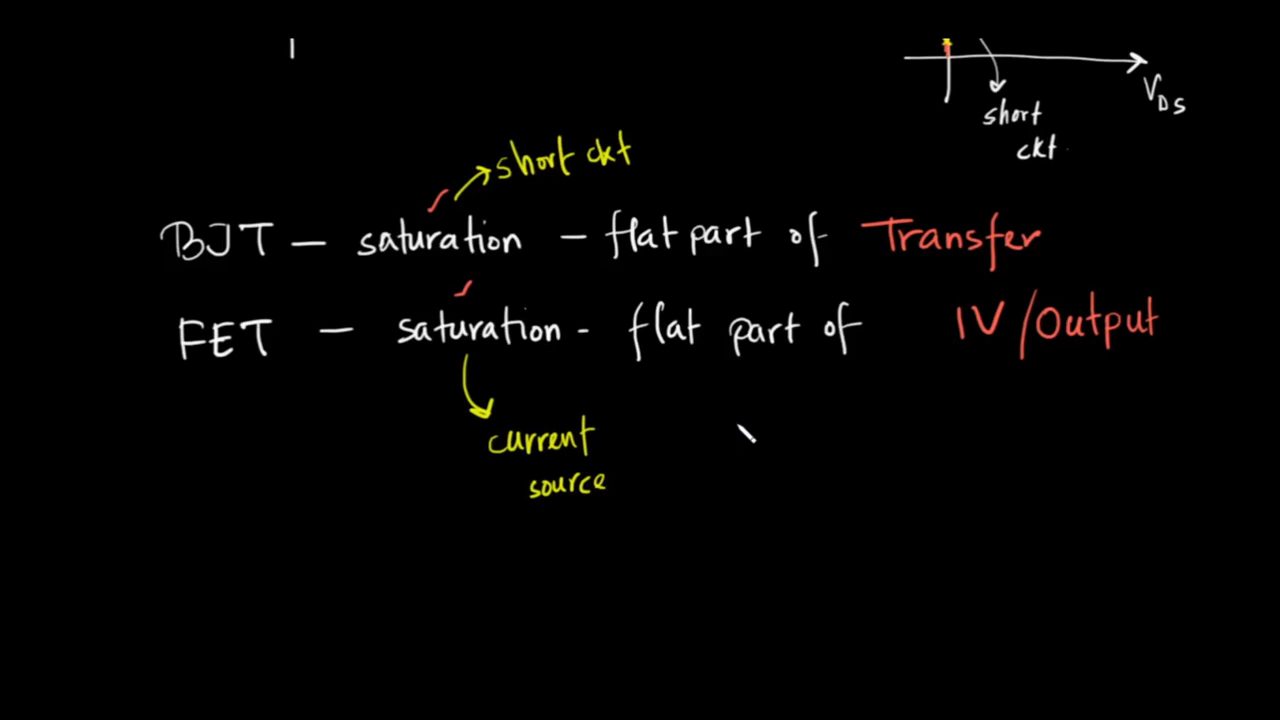 V_DS
short
ckt
short ckt
BJT – saturation – flat part of Transfer
FET – saturation - flat part of IV/Output
current
source